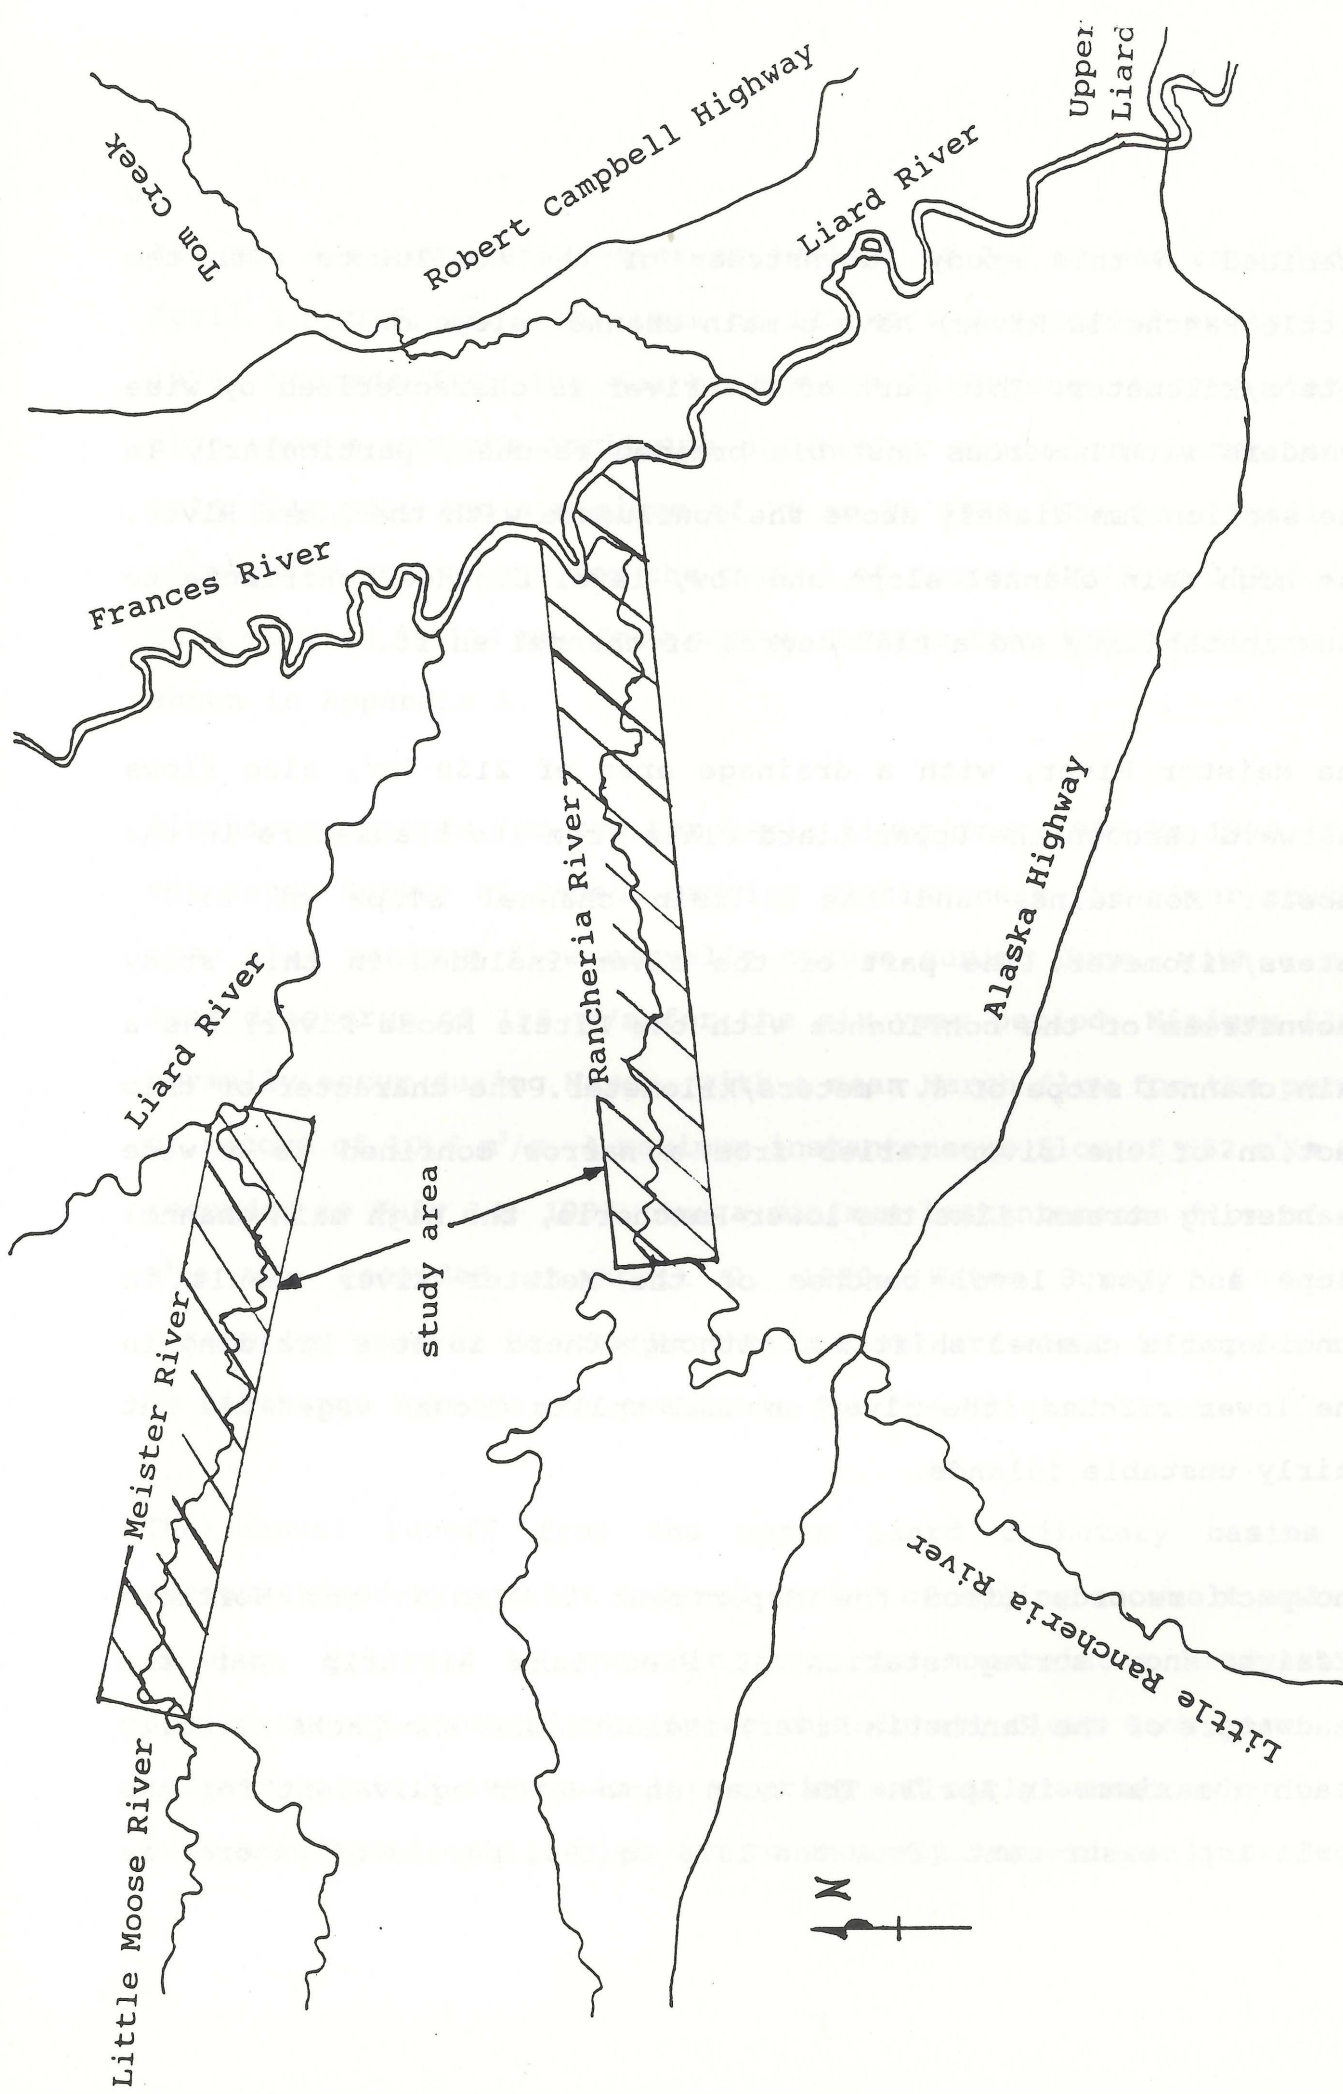 Little Moose River
Meister River
Liard River
Frances River
Tom Creek
Robert Campbell Highway
study area
Rancheria River
Liard River
Upper
Liard
Alaska Highway
Little Rancheria River
N